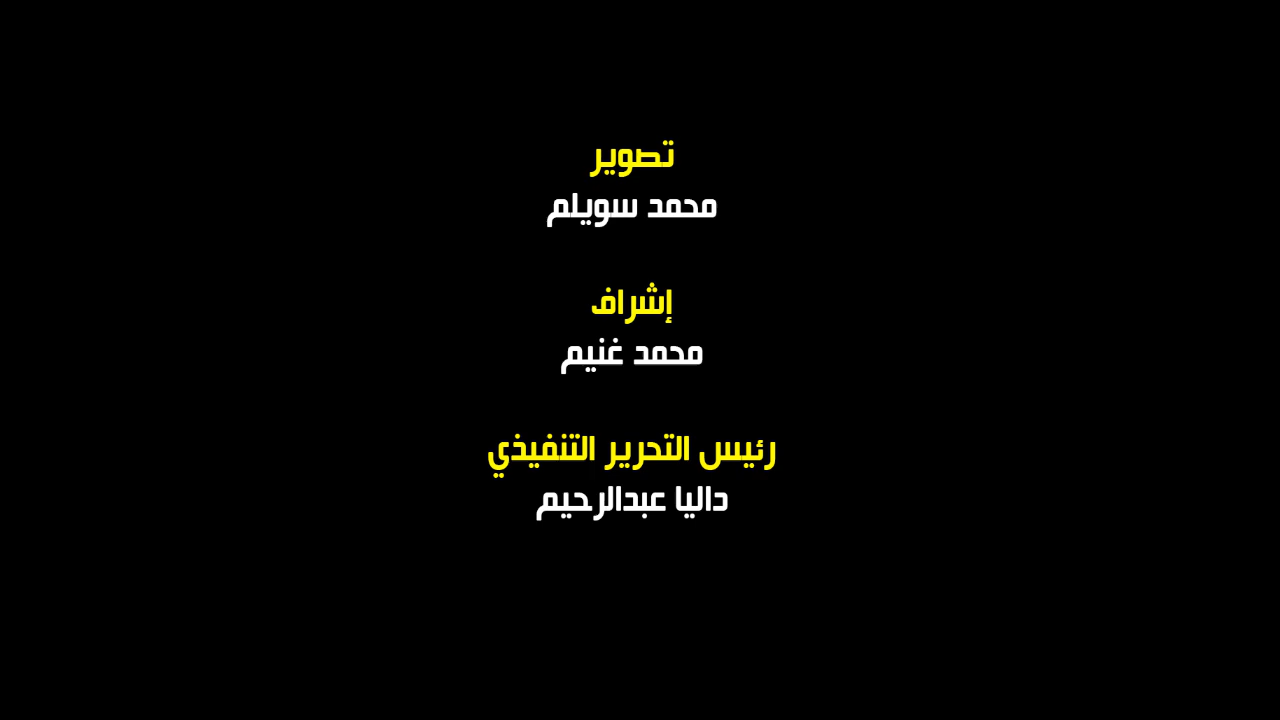 تصوير
محمد سويلم
إشراف
محمد غنيم
رئيس التحرير التنفيذي
داليا عبدالرحيم